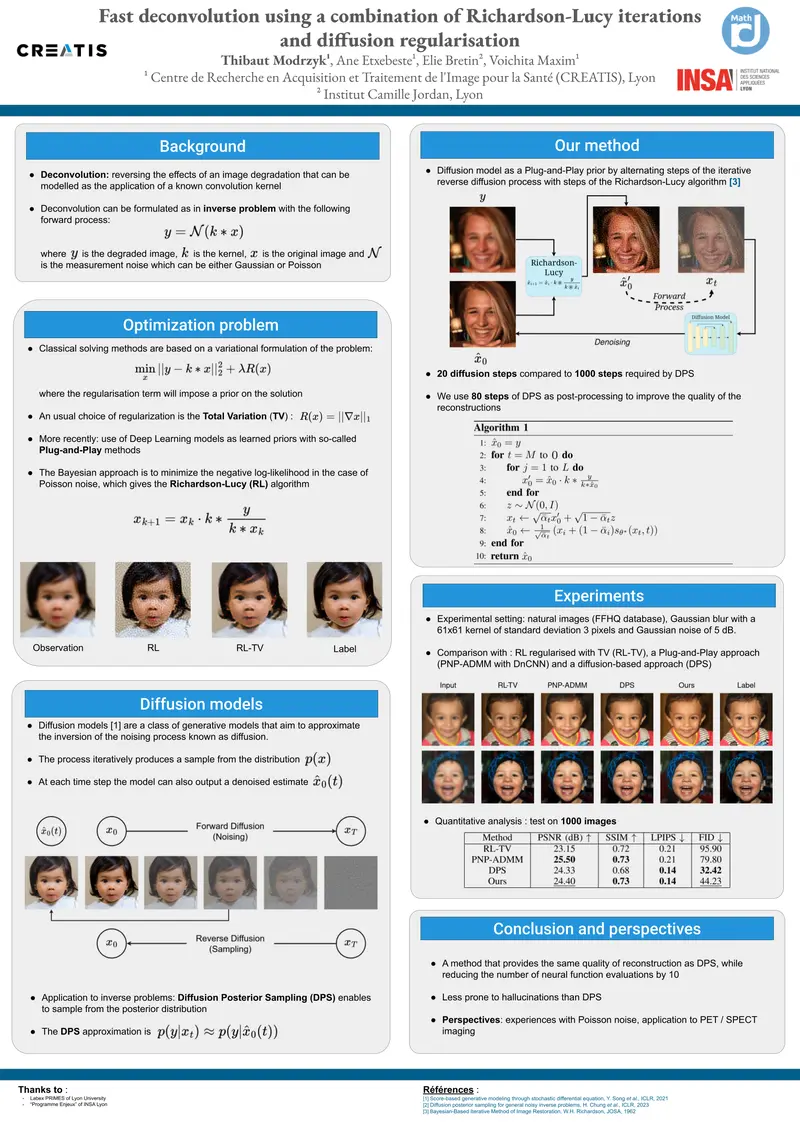 Fast deconvolution using a combination of Richardson-Lucy iterations
and diffusion regularisation
CREATIS
Thibaut Modrzyk¹, Ane Etxebeste¹, Elie Bretin², Voichita Maxim¹
¹ Centre de Recherche en Acquisition et Traitement de l'Image pour la Santé (CREATIS), Lyon
² Institut Camille Jordan, Lyon
Math
INSA
INSTITUT NATIONAL
DES SCIENCES
APPLIQUÉES
LYON
Background
● Deconvolution: reversing the effects of an image degradation that can be
modelled as the application of a known convolution kernel
● Deconvolution can be formulated as in inverse problem with the following
forward process:
y = 𝒩(k ∗ x)
where y is the degraded image, k is the kernel, x is the original image and 𝒩
is the measurement noise which can be either Gaussian or Poisson
Optimization problem
● Classical solving methods are based on a variational formulation of the problem:
min_x ||y − k ∗ x||₂² + λR(x)
where the regularisation term will impose a prior on the solution
● An usual choice of regularization is the Total Variation (TV) : R(x) = ||∇x||₁
● More recently: use of Deep Learning models as learned priors with so-called
Plug-and-Play methods
● The Bayesian approach is to minimize the negative log-likelihood in the case of
Poisson noise, which gives the Richardson-Lucy (RL) algorithm
x_{k+1} = x_k · k ∗ y / (k ∗ x_k)
Observation RL RL-TV Label
Diffusion models
● Diffusion models [1] are a class of generative models that aim to approximate
the inversion of the noising process known as diffusion.
● The process iteratively produces a sample from the distribution p(x)
● At each time step the model can also output a denoised estimate x̂₀(t)
x̂₀(t) x₀ Forward Diffusion x_T
(Noising)
x₀ Reverse Diffusion x_T
(Sampling)
● Application to inverse problems: Diffusion Posterior Sampling (DPS) enables
to sample from the posterior distribution
● The DPS approximation is p(y|x_t) ≈ p(y|x̂₀(t))
Our method
● Diffusion model as a Plug-and-Play prior by alternating steps of the iterative
reverse diffusion process with steps of the Richardson-Lucy algorithm [3]
y
Richardson-
Lucy
x̂′₀ x_t
Forward
Process
Diffusion Model
Denoising
x̂₀
● 20 diffusion steps compared to 1000 steps required by DPS
● We use 80 steps of DPS as post-processing to improve the quality of the
reconstructions
Algorithm 1
1: x̂₀ = y
2: for t = M to 0 do
3: for j = 1 to L do
4: x′₀ = x̂₀ · k ∗ y / (k∗x̂₀)
5: end for
6: z ∼ 𝒩(0, I)
7: x_t ← √ᾱ_t x′₀ + √(1 − ᾱ_t) z
8: x̂₀ ← 1/√ᾱ_t (x_i + (1 − ᾱ_i)s_θ*(x_t, t))
9: end for
10: return x̂₀
Experiments
● Experimental setting: natural images (FFHQ database), Gaussian blur with a
61x61 kernel of standard deviation 3 pixels and Gaussian noise of 5 dB.
● Comparison with : RL regularised with TV (RL-TV), a Plug-and-Play approach
(PNP-ADMM with DnCNN) and a diffusion-based approach (DPS)
Input RL-TV PNP-ADMM DPS Ours Label
● Quantitative analysis : test on 1000 images
Method PSNR (dB) ↑ SSIM ↑ LPIPS ↓ FID ↓
RL-TV 23.15 0.72 0.21 95.90
PNP-ADMM 25.50 0.73 0.21 79.80
DPS 24.33 0.68 0.14 32.42
Ours 24.40 0.73 0.14 44.23
Conclusion and perspectives
● A method that provides the same quality of reconstruction as DPS, while
reducing the number of neural function evaluations by 10
● Less prone to hallucinations than DPS
● Perspectives: experiences with Poisson noise, application to PET / SPECT
imaging
Thanks to :
- Labex PRIMES of Lyon University
- "Programme Enjeux" of INSA Lyon
Références :
[1] Score-based generative modeling through stochastic differential equation, Y. Song et al., ICLR, 2021
[2] Diffusion posterior sampling for general noisy inverse problems, H. Chung et al., ICLR, 2023
[3] Bayesian-Based Iterative Method of Image Restoration, W.H. Richardson, JOSA, 1962